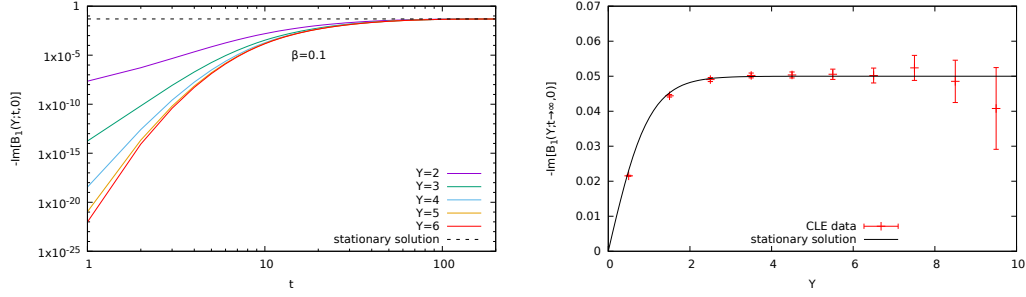 1
1x10^-5
1x10^-10
1x10^-15
1x10^-20
1x10^-25
-Im[B₁(Y;t,0)]
β=0.1
Y=2
Y=3
Y=4
Y=5
Y=6
stationary solution
1
10
100
t
0.07
0.06
0.05
0.04
0.03
0.02
0.01
0
-Im[B₁(Y;t→∞,0)]
CLE data
stationary solution
0
2
4
6
8
10
Y